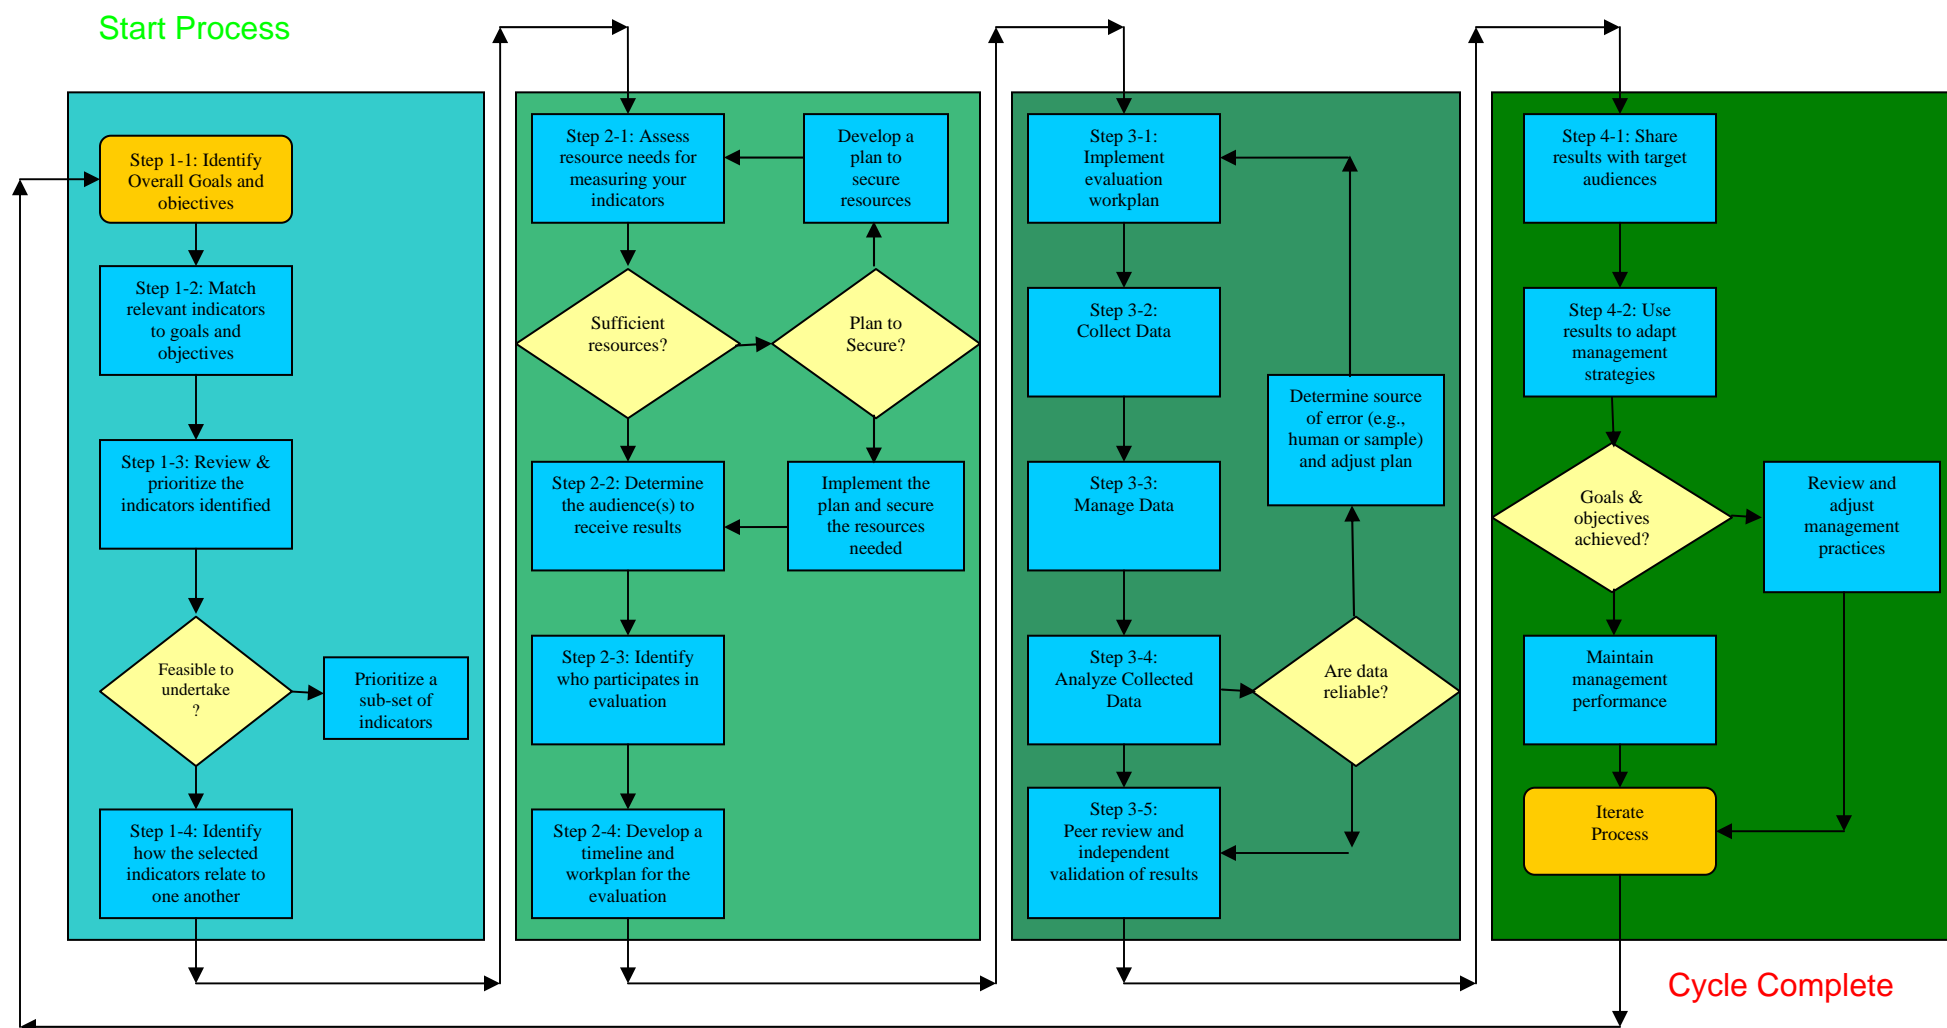 Start Process
Step 1-1: Identify
Overall Goals and
objectives
Step 1-2: Match
relevant indicators
to goals and
objectives
Step 1-3: Review &
prioritize the
indicators identified
Feasible to
undertake
?
Prioritize a
sub-set of
indicators
Step 1-4: Identify
how the selected
indicators relate to
one another
Step 2-1: Assess
resource needs for
measuring your
indicators
Develop a
plan to
secure
resources
Sufficient
resources?
Plan to
Secure?
Step 2-2: Determine
the audience(s) to
receive results
Implement the
plan and secure
the resources
needed
Step 2-3: Identify
who participates in
evaluation
Step 2-4: Develop a
timeline and
workplan for the
evaluation
Step 3-1:
Implement
evaluation
workplan
Step 3-2:
Collect Data
Determine source
of error (e.g.,
human or sample)
and adjust plan
Step 3-3:
Manage Data
Step 3-4:
Analyze Collected
Data
Are data
reliable?
Step 3-5:
Peer review and
independent
validation of results
Step 4-1: Share
results with target
audiences
Step 4-2: Use
results to adapt
management
strategies
Goals &
objectives
achieved?
Review and
adjust
management
practices
Maintain
management
performance
Iterate
Process
Cycle Complete